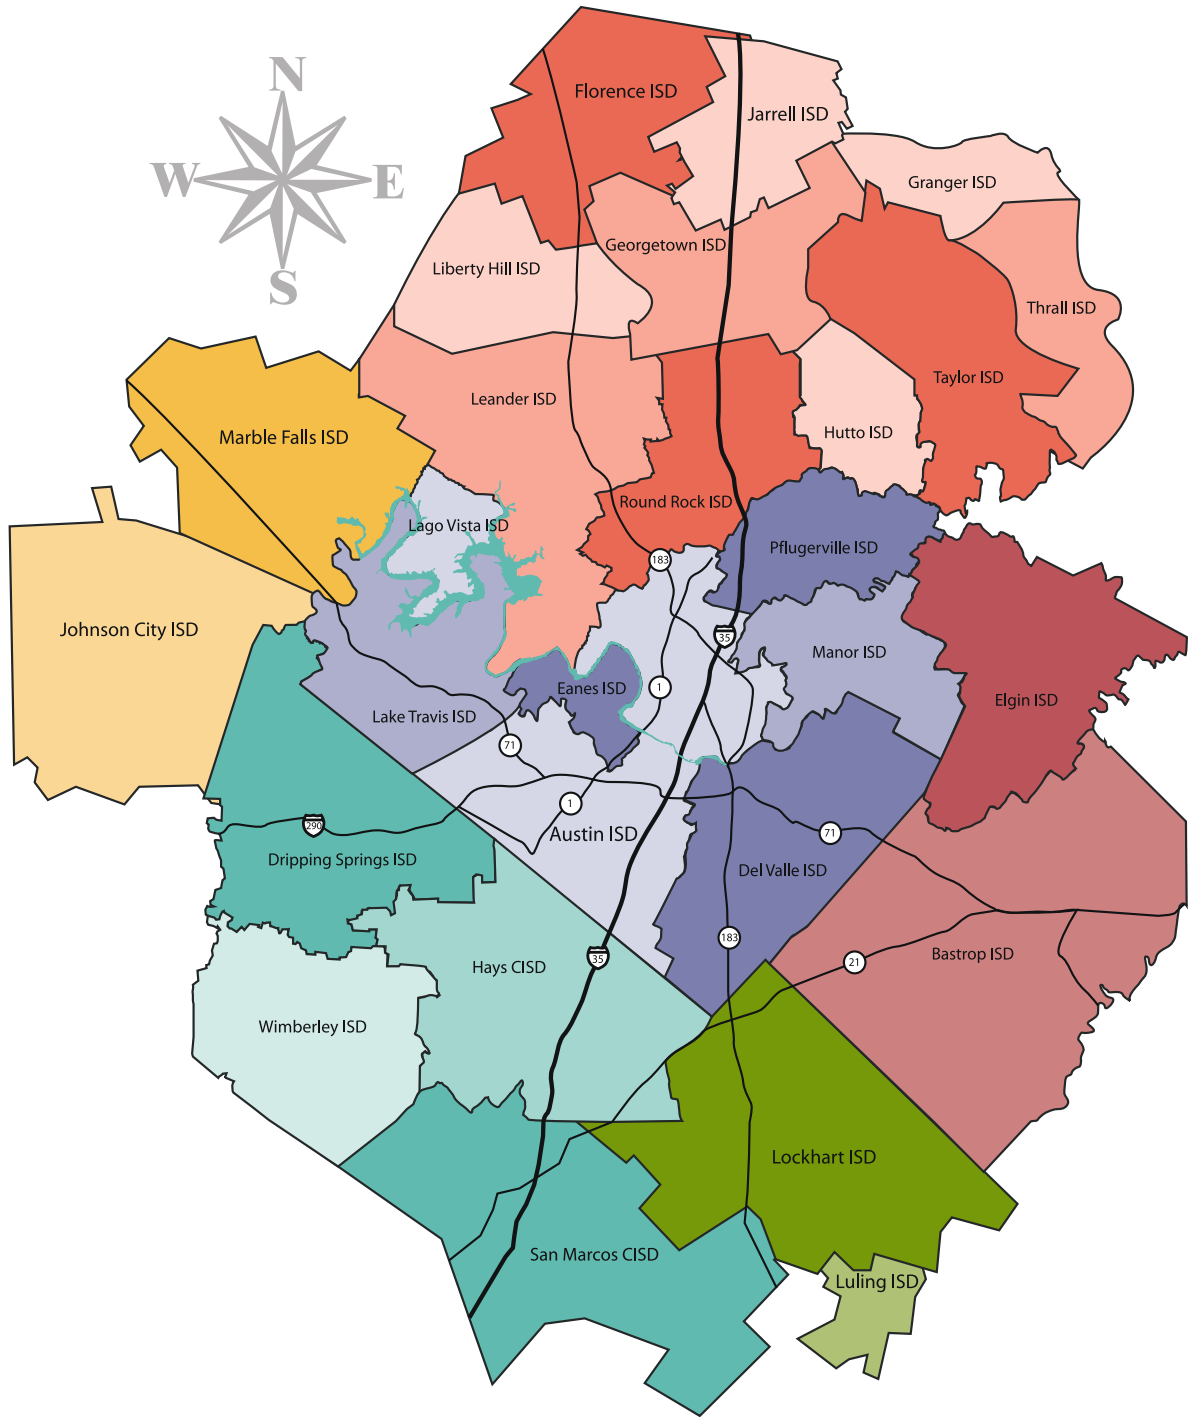 N
Florence ISD
Jarrell ISD
W
E
Granger ISD
Georgetown ISD
Liberty Hill ISD
S
Thrall ISD
Taylor ISD
Leander ISD
Hutto ISD
Marble Falls ISD
Round Rock ISD
Lago Vista ISD
Pflugerville ISD
183
Johnson City ISD
35
Manor ISD
Eanes ISD
1
Elgin ISD
Lake Travis ISD
71
1
290
Austin ISD
71
Dripping Springs ISD
Del Valle ISD
183
35
21
Bastrop ISD
Hays CISD
Wimberley ISD
Lockhart ISD
San Marcos CISD
Luling ISD